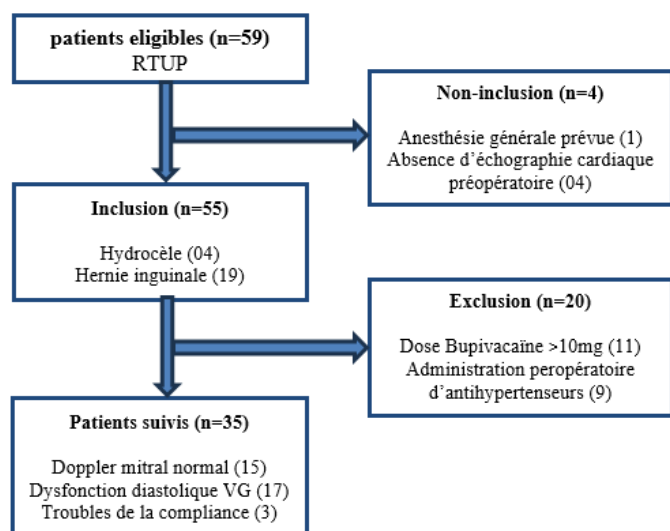 patients eligibles (n=59)
RTUP
Non-inclusion (n=4)
Anesthésie générale prévue (1)
Absence d’échographie cardiaque
préopératoire (04)
Inclusion (n=55)
Hydrocèle (04)
Hernie inguinale (19)
Exclusion (n=20)
Dose Bupivacaïne >10mg (11)
Administration peropératoire
d’antihypertenseurs (9)
Patients suivis (n=35)
Doppler mitral normal (15)
Dysfonction diastolique VG (17)
Troubles de la compliance (3)